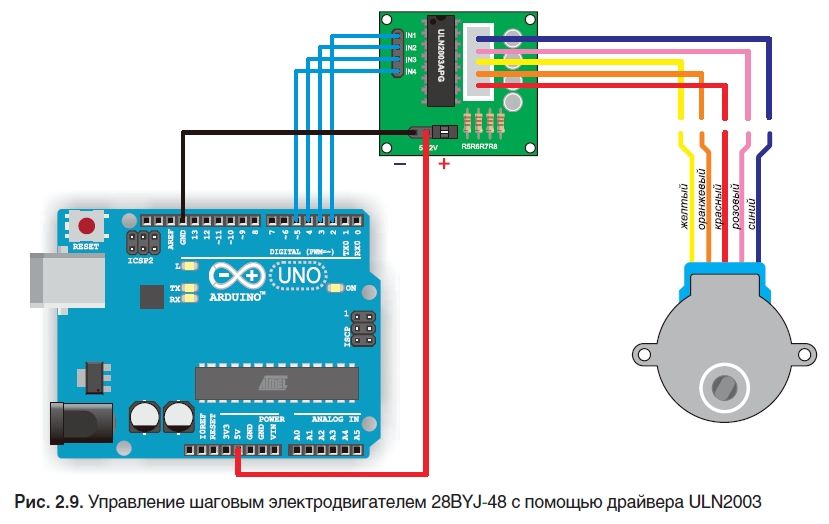 IN1
IN2
IN3
IN4
ULN2003APG
5-12V
R5R6R7R8
– +
желтый
оранжевый
красный
розовый
синий
RESET
ICSP2
AREF
GND
13
12
~11
~10
~9
8
7
~6
~5
4
3
2
1
0
TX0
RX0
DIGITAL (PWM=~)
L
TX
RX
ARDUINO™
UNO
ON
1
ISCP
ATMEL
POWER
ANALOG IN
IOREF
RESET
3V3
5V
GND
GND
VIN
A0
A1
A2
A3
A4
A5
Рис. 2.9. Управление шаговым электродвигателем 28BYJ-48 с помощью драйвера ULN2003